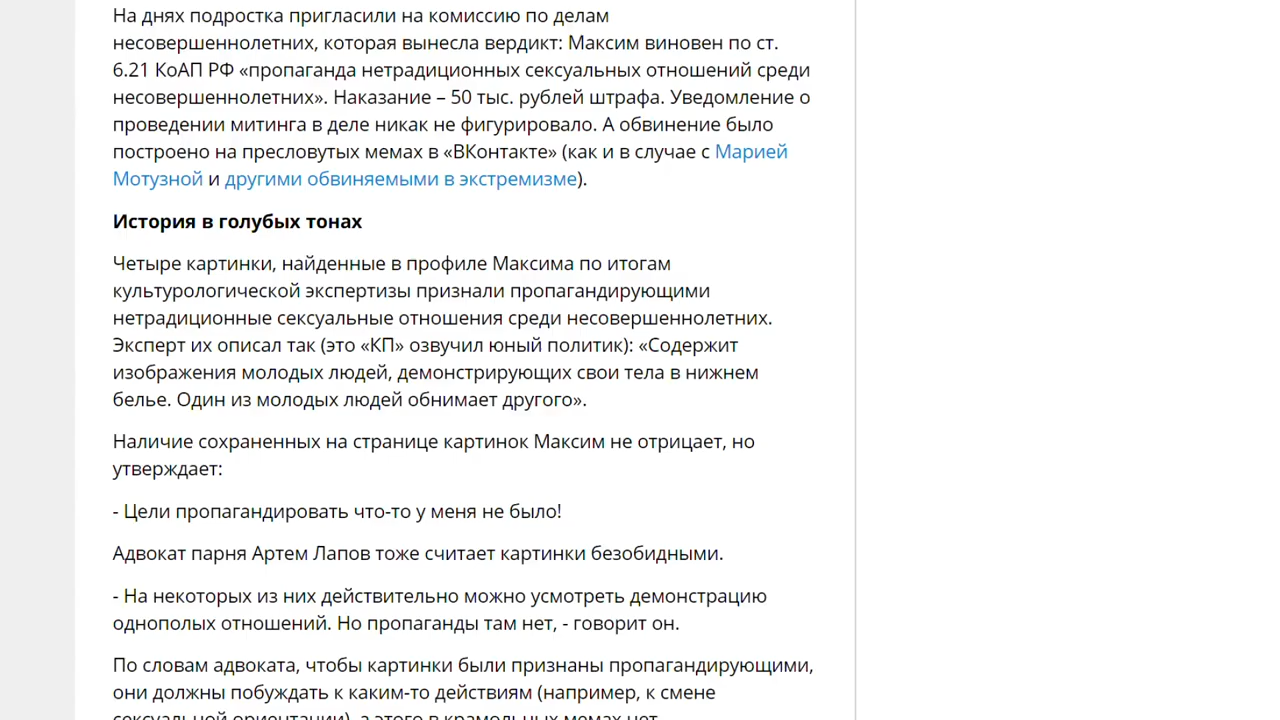 На днях подростка пригласили на комиссию по делам
несовершеннолетних, которая вынесла вердикт: Максим виновен по ст.
6.21 КоАП РФ «пропаганда нетрадиционных сексуальных отношений среди
несовершеннолетних». Наказание – 50 тыс. рублей штрафа. Уведомление о
проведении митинга в деле никак не фигурировало. А обвинение было
построено на пресловутых мемах в «ВКонтакте» (как и в случае с Марией
Мотузной и другими обвиняемыми в экстремизме).
История в голубых тонах
Четыре картинки, найденные в профиле Максима по итогам
культурологической экспертизы признали пропагандирующими
нетрадиционные сексуальные отношения среди несовершеннолетних.
Эксперт их описал так (это «КП» озвучил юный политик): «Содержит
изображения молодых людей, демонстрирующих свои тела в нижнем
белье. Один из молодых людей обнимает другого».
Наличие сохраненных на странице картинок Максим не отрицает, но
утверждает:
- Цели пропагандировать что-то у меня не было!
Адвокат парня Артем Лапов тоже считает картинки безобидными.
- На некоторых из них действительно можно усмотреть демонстрацию
однополых отношений. Но пропаганды там нет, - говорит он.
По словам адвоката, чтобы картинки были признаны пропагандирующими,
они должны побуждать к каким-то действиям (например, к смене
сексуальной ориентации), а этого в крамольных мемах нет.